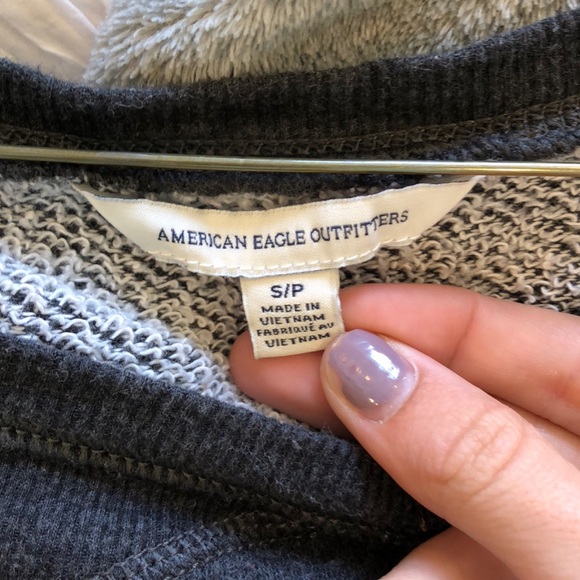 AMERICAN EAGLE OUTFITTERS
S/P
MADE IN
VIETNAM
FABRIQUÉ AU
VIETNAM